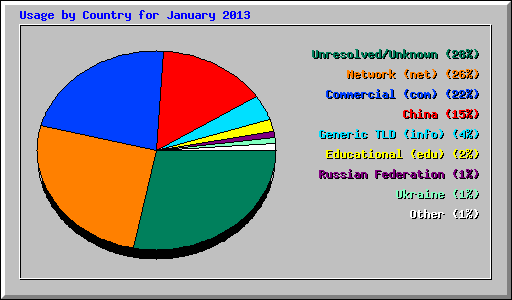 Usage by Country for January 2013
Unresolved/Unknown (28%)
Network (net) (26%)
Commercial (com) (22%)
China (15%)
Generic TLD (info) (4%)
Educational (edu) (2%)
Russian Federation (1%)
Ukraine (1%)
Other (1%)